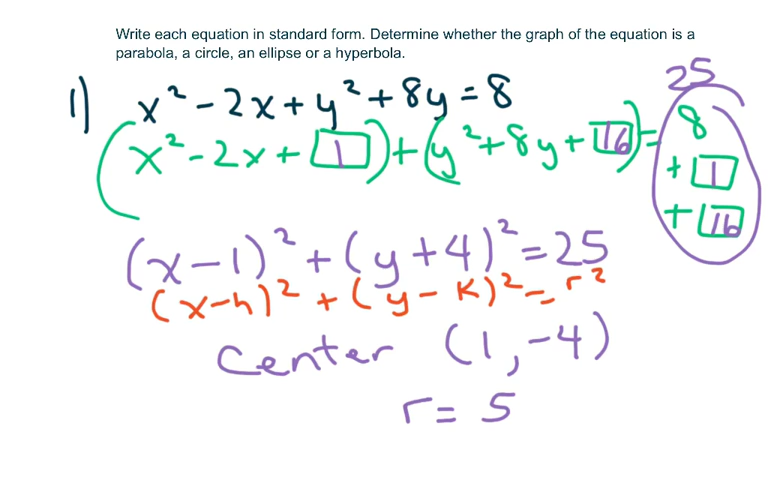 Write each equation in standard form. Determine whether the graph of the equation is a
parabola, a circle, an ellipse or a hyperbola.
25
1) x² - 2x + y² + 8y = 8
(x² - 2x + 1) + (y² + 8y + 16) = 8
+ 1
+ 16
(x - 1)² + (y + 4)² = 25
(x - h)² + (y - k)² = r²
Center (1, -4)
r = 5